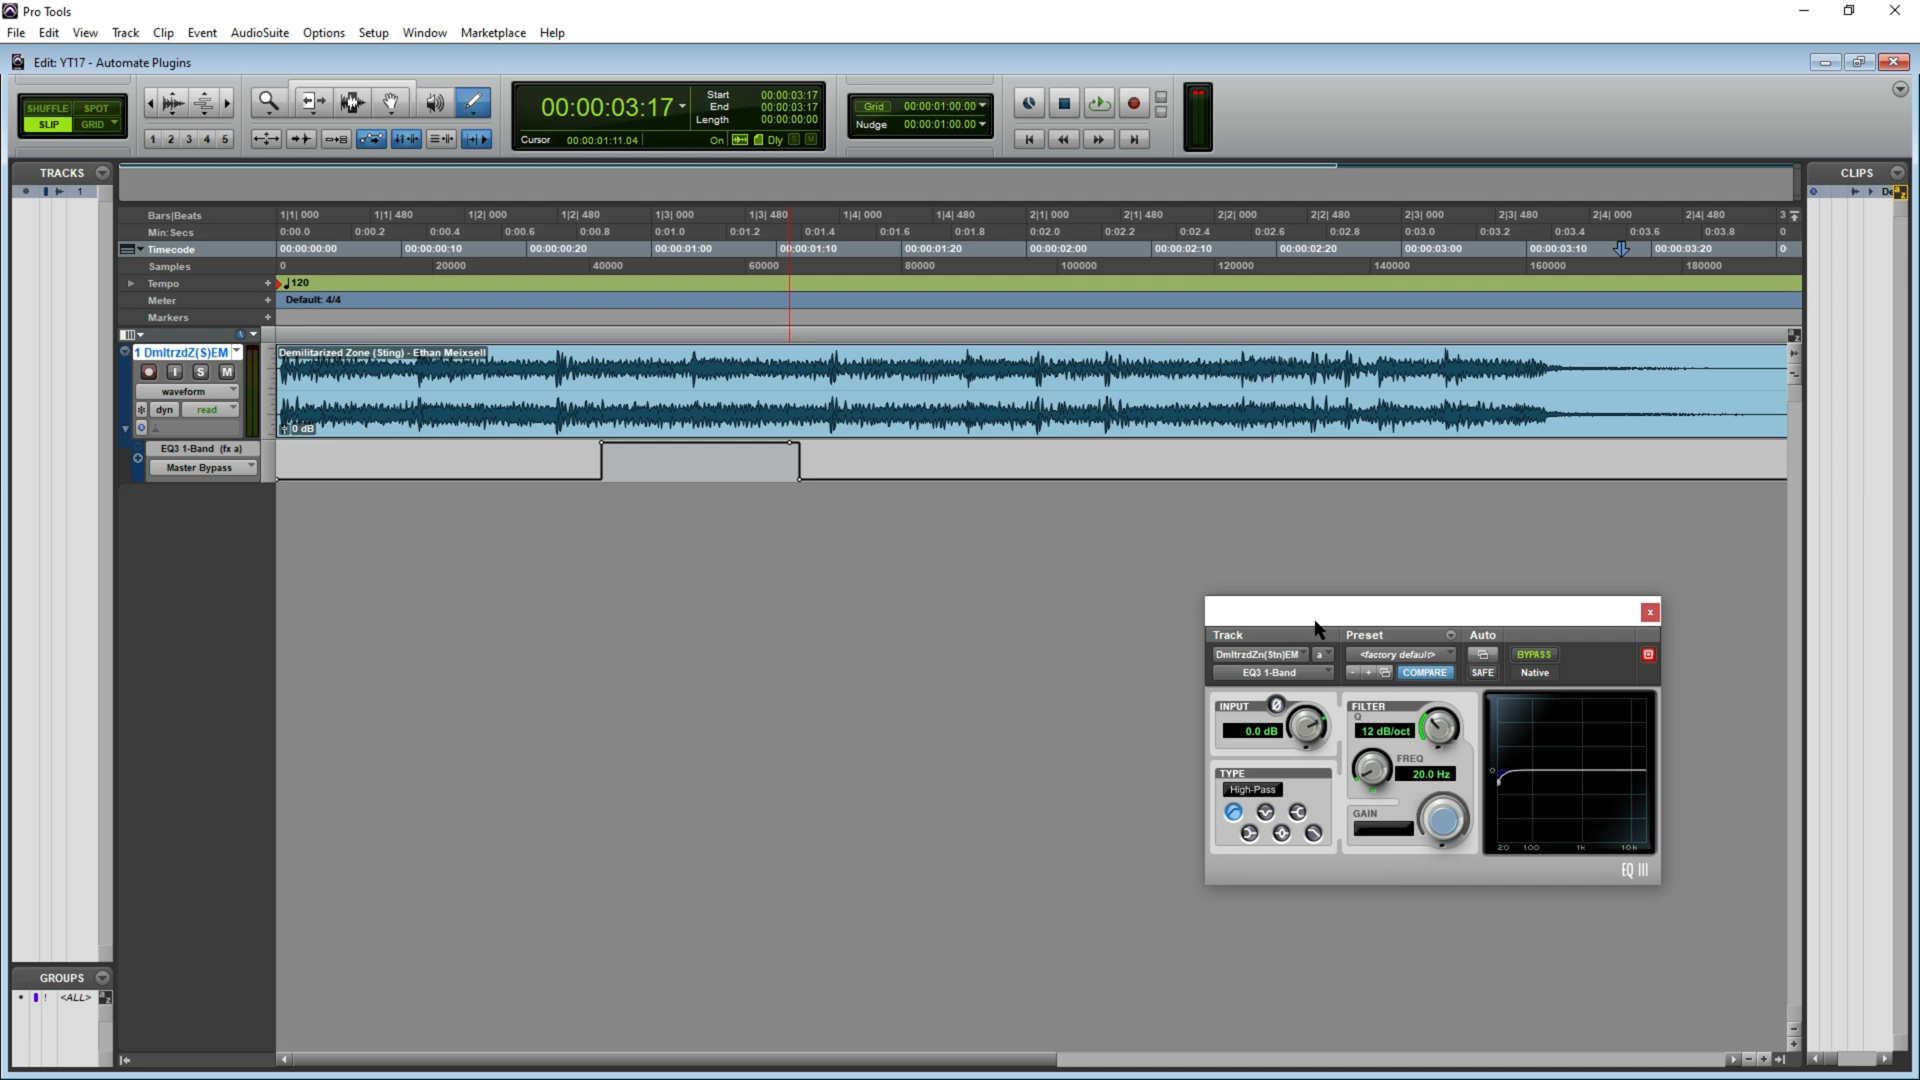 Pro Tools
File Edit View Track Clip Event AudioSuite Options Setup Window Marketplace Help
Edit: YT17 - Automate Plugins
SHUFFLE SPOT
SLIP GRID
1 2 3 4 5
00:00:03:17
Start 00:00:03:17
End 00:00:03:17
Length 00:00:00:00
Cursor 00:00:01:11.04
On Dly S M
Grid 00:00:01:00.00
Nudge 00:00:01:00.00
TRACKS
1
CLIPS
De
Bars|Beats 1|1| 000 1|1| 480 1|2| 000 1|2| 480 1|3| 000 1|3| 480 1|4| 000 1|4| 480 2|1| 000 2|1| 480 2|2| 000 2|2| 480 2|3| 000 2|3| 480 2|4| 000 2|4| 480 3
Min:Secs 0:00.0 0:00.2 0:00.4 0:00.6 0:00.8 0:01.0 0:01.2 0:01.4 0:01.6 0:01.8 0:02.0 0:02.2 0:02.4 0:02.6 0:02.8 0:03.0 0:03.2 0:03.4 0:03.6 0:03.8 0
Timecode 00:00:00:00 00:00:00:10 00:00:00:20 00:00:01:00 00:00:01:10 00:00:01:20 00:00:02:00 00:00:02:10 00:00:02:20 00:00:03:00 00:00:03:10 00:00:03:20 0
Samples 0 20000 40000 60000 80000 100000 120000 140000 160000 180000
Tempo + 120
Meter + Default: 4/4
Markers +
1 DmltrzdZ(S)EM
I S M
waveform
dyn read
Demilitarized Zone (Sting) - Ethan Meixsell
0 dB
EQ3 1-Band (fx a)
Master Bypass
Track Preset Auto
DmltrzdZn(Stn)EM a <factory default> BYPASS
EQ3 1-Band - + COMPARE SAFE Native
INPUT Ø
0.0 dB
FILTER
Q
12 dB/oct
FREQ
20.0 Hz
TYPE
High-Pass
GAIN
20 100 1k 10k
EQ III
GROUPS
! <ALL>